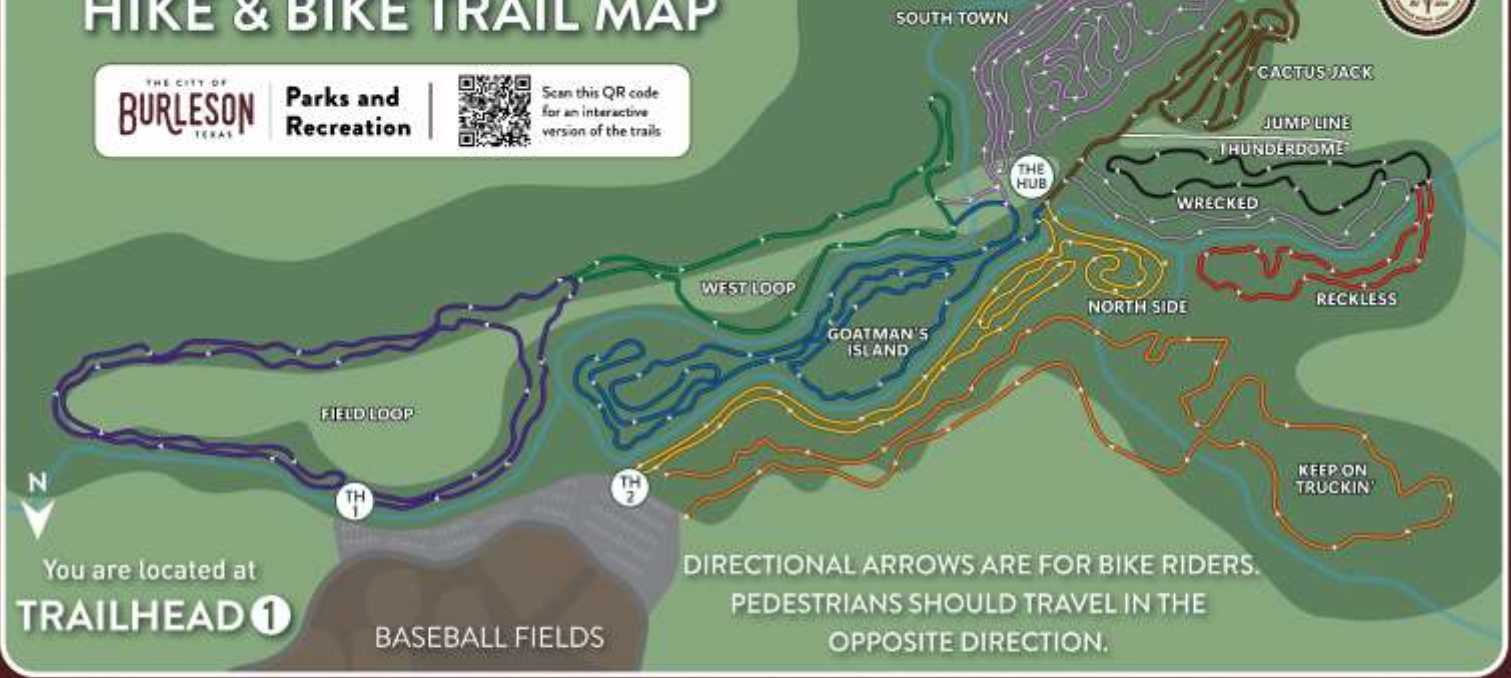 HIKE & BIKE TRAIL MAP
THE CITY OF
BURLESON
TEXAS
Parks and
Recreation
Scan this QR code
for an interactive
version of the trails
SOUTH TOWN
CACTUS JACK
JUMP LINE
THUNDERDOME
THE
HUB
WRECKED
WEST LOOP
NORTH SIDE
RECKLESS
GOATMAN'S
ISLAND
FIELD LOOP
KEEP ON
TRUCKIN'
N
TH
1
TH
2
You are located at
TRAILHEAD 1
BASEBALL FIELDS
DIRECTIONAL ARROWS ARE FOR BIKE RIDERS.
PEDESTRIANS SHOULD TRAVEL IN THE
OPPOSITE DIRECTION.